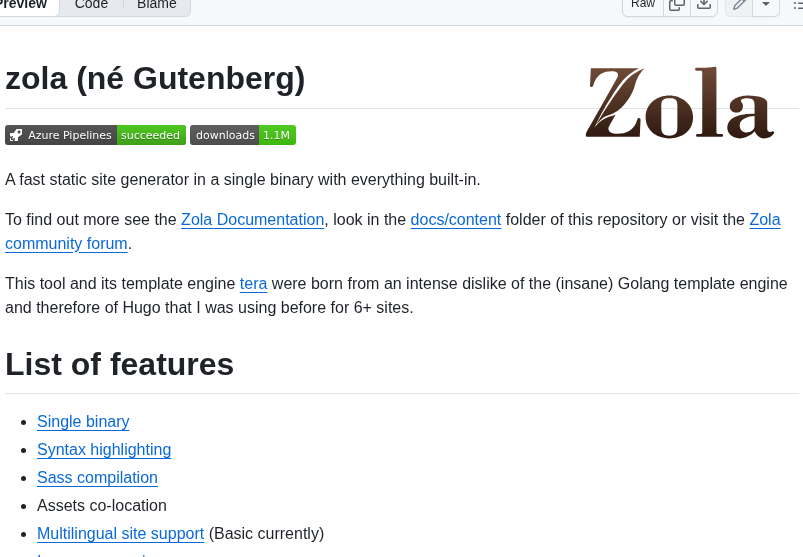 Preview Code Blame Raw
zola (né Gutenberg)
Zola
Azure Pipelines succeeded downloads 1.1M
A fast static site generator in a single binary with everything built-in.
To find out more see the Zola Documentation, look in the docs/content folder of this repository or visit the Zola
community forum.
This tool and its template engine tera were born from an intense dislike of the (insane) Golang template engine
and therefore of Hugo that I was using before for 6+ sites.
List of features
Single binary
Syntax highlighting
Sass compilation
Assets co-location
Multilingual site support (Basic currently)